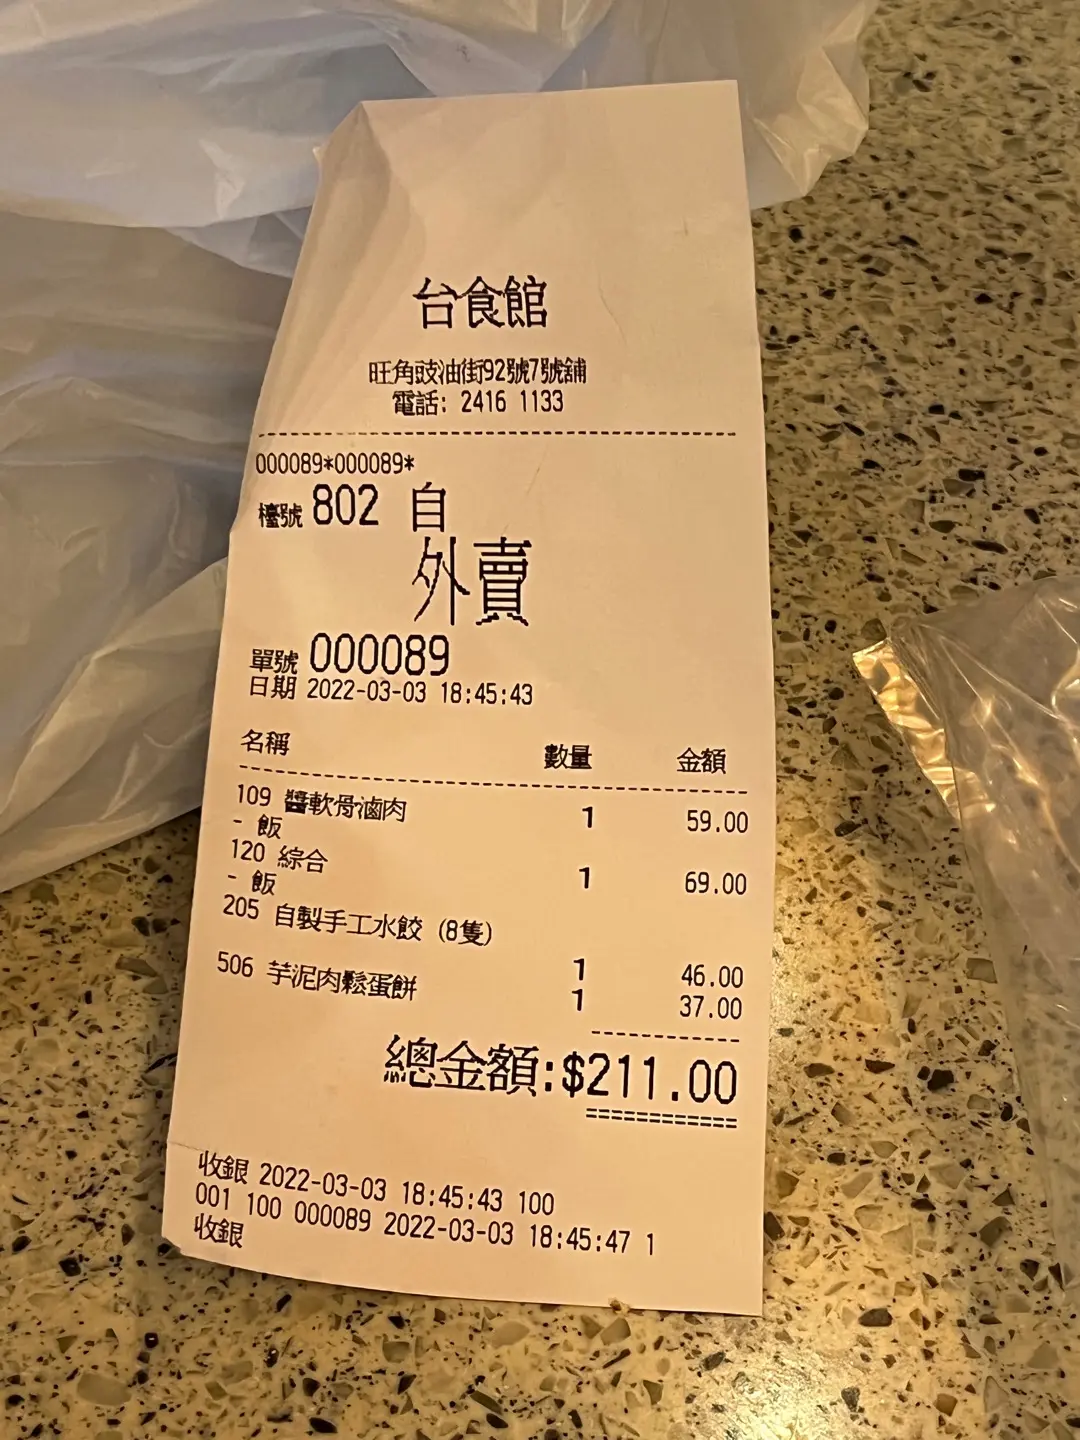 台食館
旺角豉油街92號7號舖
電話: 2416 1133
000089*000089*
檯號 802 自
外賣
單號 000089
日期 2022-03-03 18:45:43
名稱 數量 金額
109 醬軟骨滷肉 1 59.00
- 飯
120 綜合 1 69.00
- 飯
205 自製手工水餃 (8隻)
1 46.00
506 芋泥肉鬆蛋餅 1 37.00
總金額:$211.00
收銀 2022-03-03 18:45:43 100
001 100 000089 2022-03-03 18:45:47 1
收銀